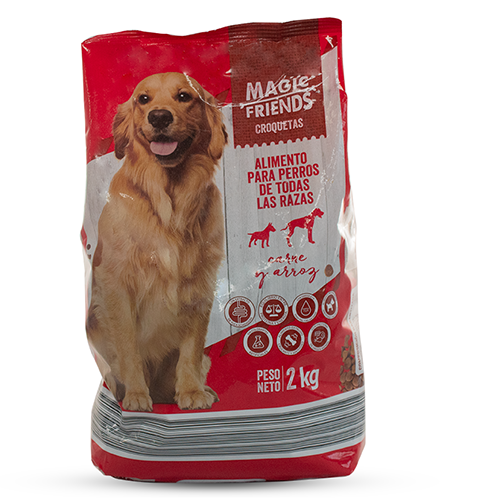 MAGIC
FRIENDS
CROQUETAS
ALIMENTO
PARA PERROS
DE TODAS
LAS RAZAS
carne
y arroz
PESO
NETO
2 kg